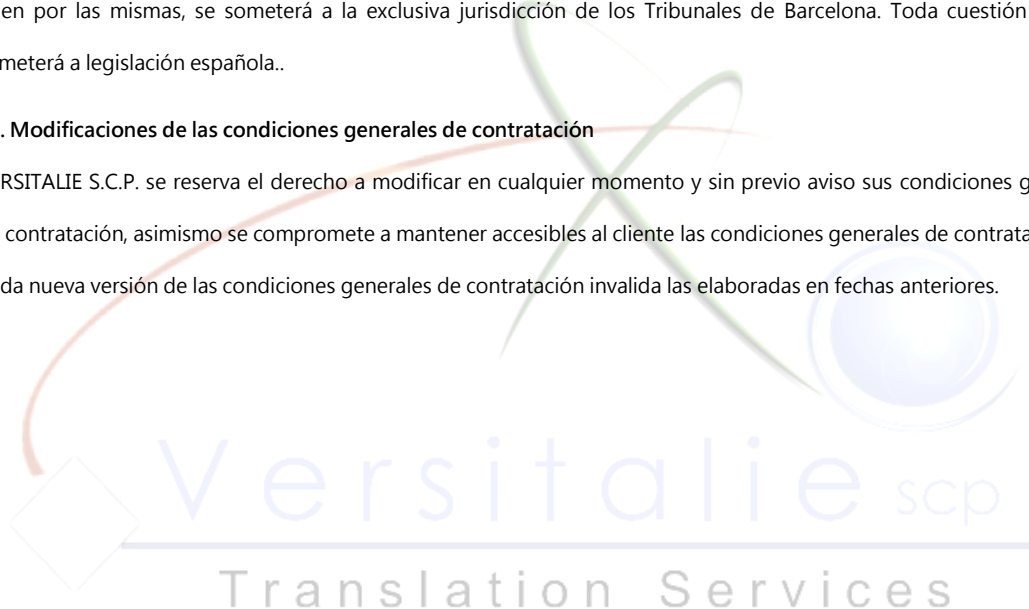 en por las mismas, se someterá a la exclusiva jurisdicción de los Tribunales de Barcelona. Toda cuestión
meterá a legislación española..
. Modificaciones de las condiciones generales de contratación
RSITALIE S.C.P. se reserva el derecho a modificar en cualquier momento y sin previo aviso sus condiciones g
contratación, asimismo se compromete a mantener accesibles al cliente las condiciones generales de contrata
da nueva versión de las condiciones generales de contratación invalida las elaboradas en fechas anteriores.
Versitalie scp
Translation Services